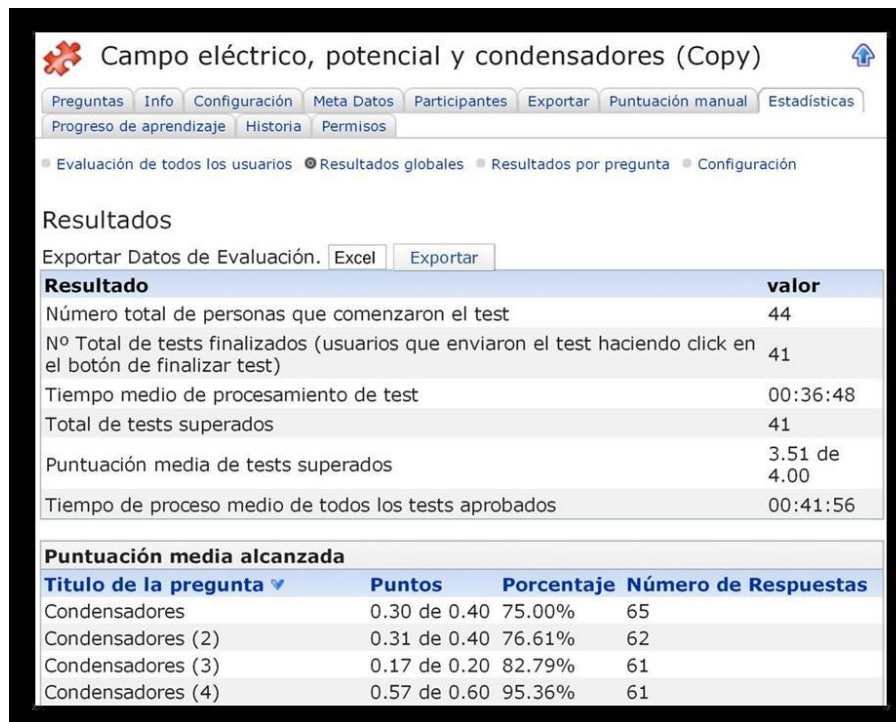 Campo eléctrico, potencial y condensadores (Copy)
Preguntas Info Configuración Meta Datos Participantes Exportar Puntuación manual Estadísticas
Progreso de aprendizaje Historia Permisos
Evaluación de todos los usuarios Resultados globales Resultados por pregunta Configuración
Resultados
Exportar Datos de Evaluación. Excel Exportar
Resultado valor
Número total de personas que comenzaron el test 44
Nº Total de tests finalizados (usuarios que enviaron el test haciendo click en
el botón de finalizar test) 41
Tiempo medio de procesamiento de test 00:36:48
Total de tests superados 41
Puntuación media de tests superados 3.51 de
4.00
Tiempo de proceso medio de todos los tests aprobados 00:41:56
Puntuación media alcanzada
Titulo de la pregunta Puntos Porcentaje Número de Respuestas
Condensadores 0.30 de 0.40 75.00% 65
Condensadores (2) 0.31 de 0.40 76.61% 62
Condensadores (3) 0.17 de 0.20 82.79% 61
Condensadores (4) 0.57 de 0.60 95.36% 61